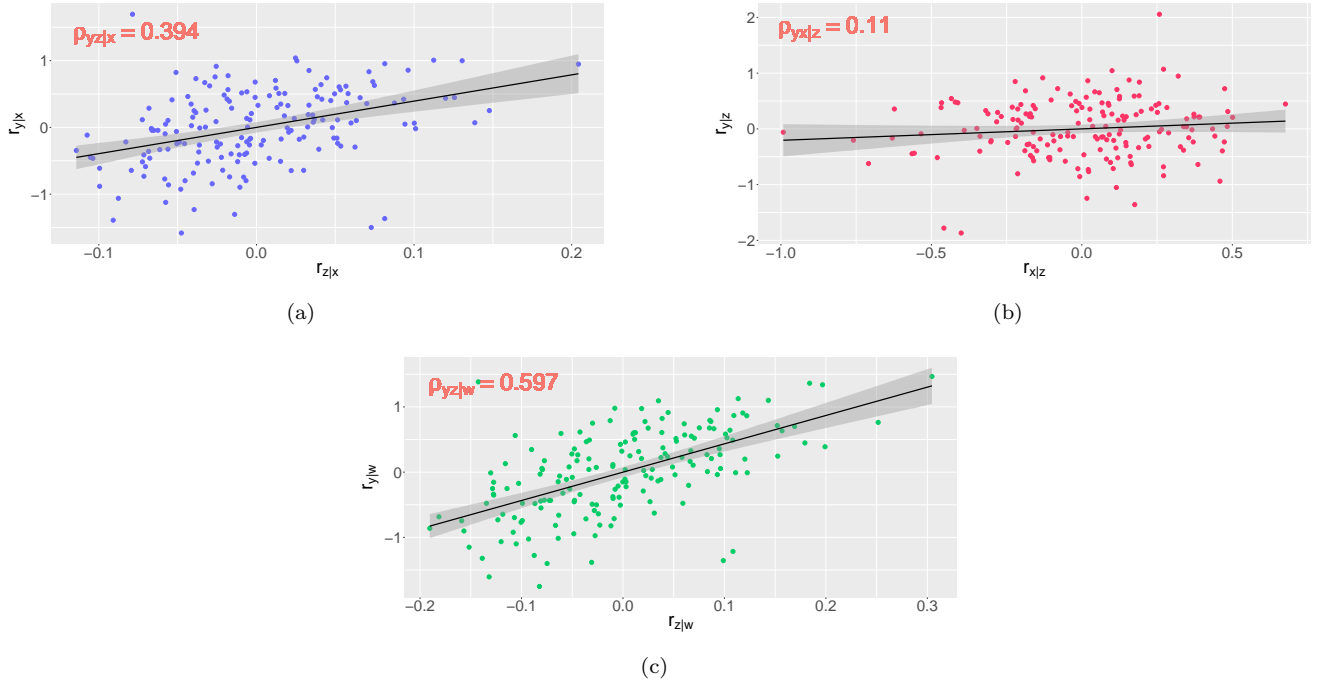 ρyz|x = 0.394
1
0
−1
ry|x
−0.1
0.0
0.1
0.2
rz|x
(a)
ρyx|z = 0.11
2
1
0
−1
−2
ry|z
−1.0
−0.5
0.0
0.5
rx|z
(b)
ρyz|w = 0.597
1
0
−1
ry|w
−0.2
−0.1
0.0
0.1
0.2
0.3
rz|w
(c)